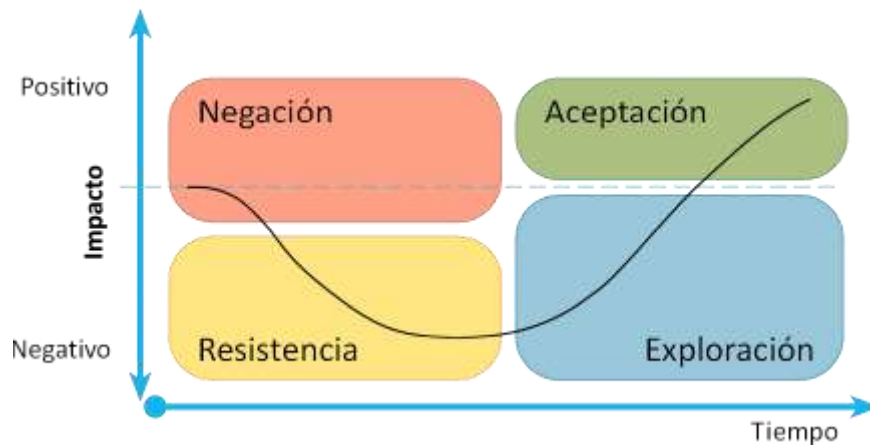 Positivo
Negación
Aceptación
Impacto
Negativo
Resistencia
Exploración
Tiempo